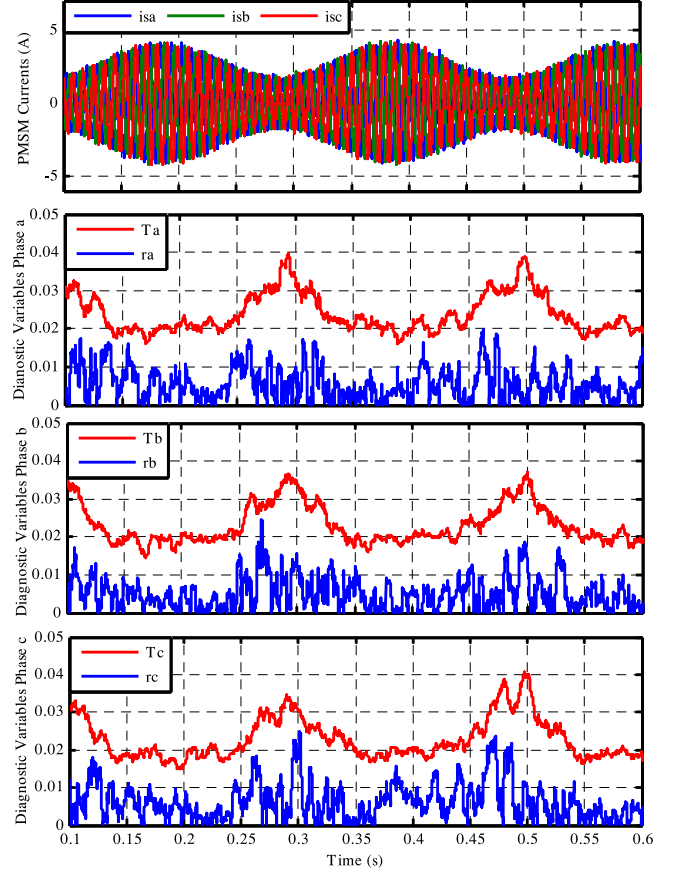 isa isb isc
PMSM Currents (A)
5
0
-5
Dianostic Variables Phase a
0.05
0.04
0.03
0.02
0.01
0
Ta
ra
Diagnostic Variables Phase b
0.05
0.04
0.03
0.02
0.01
0
Tb
rb
Diagnostic Variables Phase c
0.05
0.04
0.03
0.02
0.01
0
Tc
rc
0.1 0.15 0.2 0.25 0.3 0.35 0.4 0.45 0.5 0.55 0.6
Time (s)